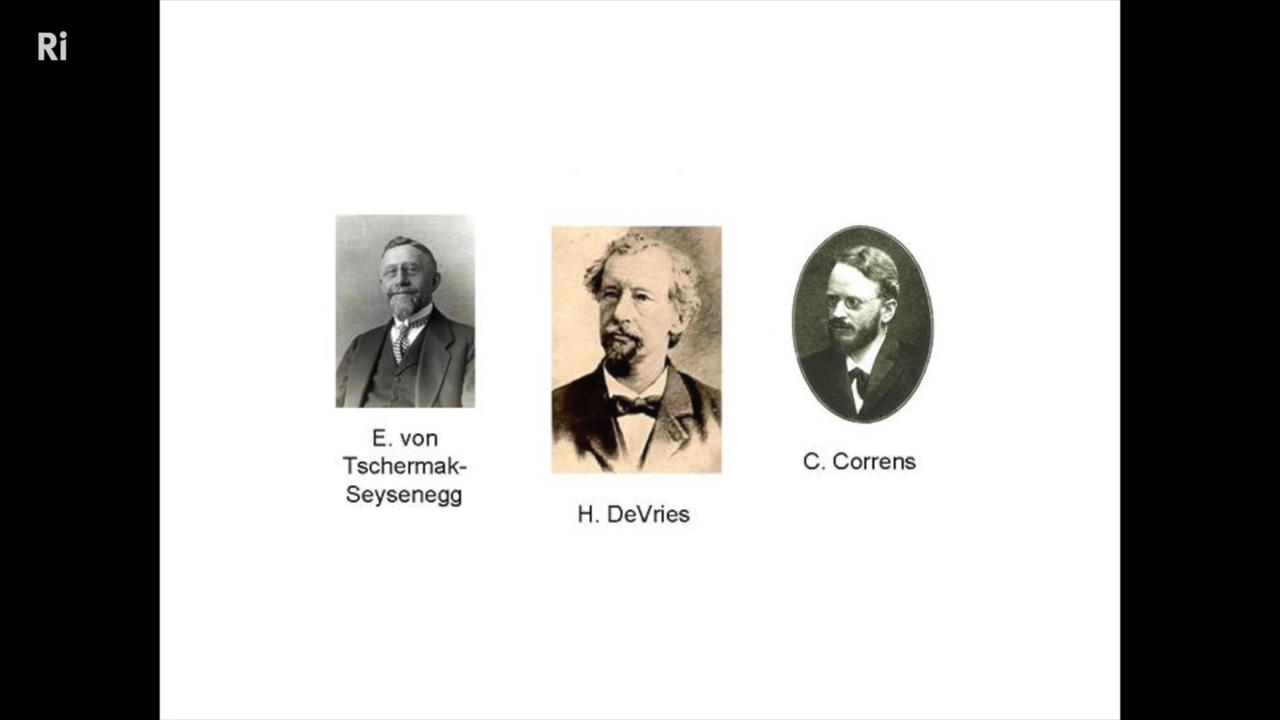 Ri
E. von
Tschermak-
Seysenegg
H. DeVries
C. Correns